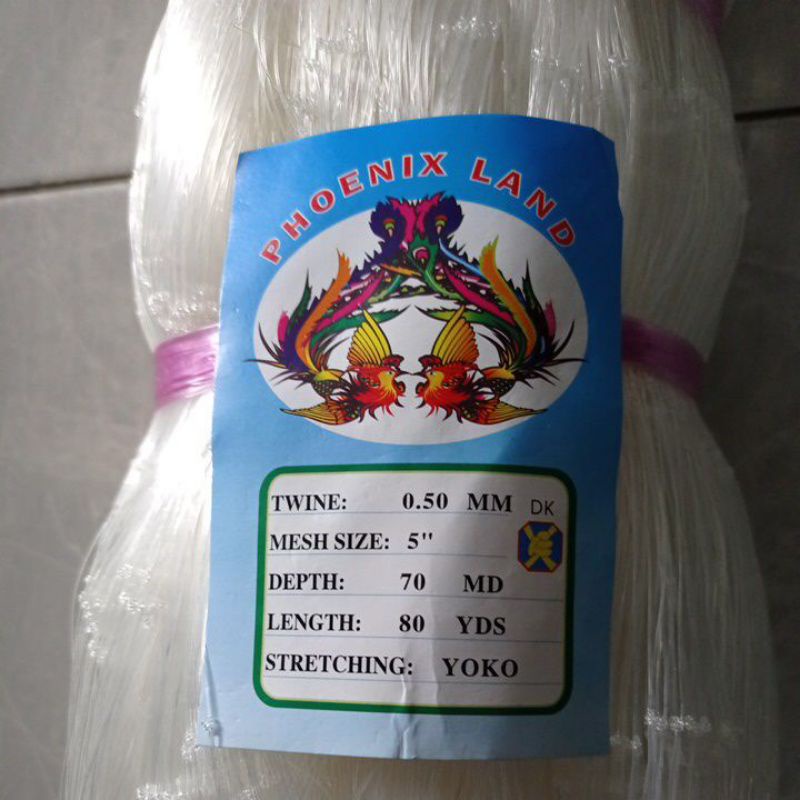 PHOENIX LAND
TWINE: 0.50 MM DK
MESH SIZE: 5"
DEPTH: 70 MD
LENGTH: 80 YDS
STRETCHING: YOKO